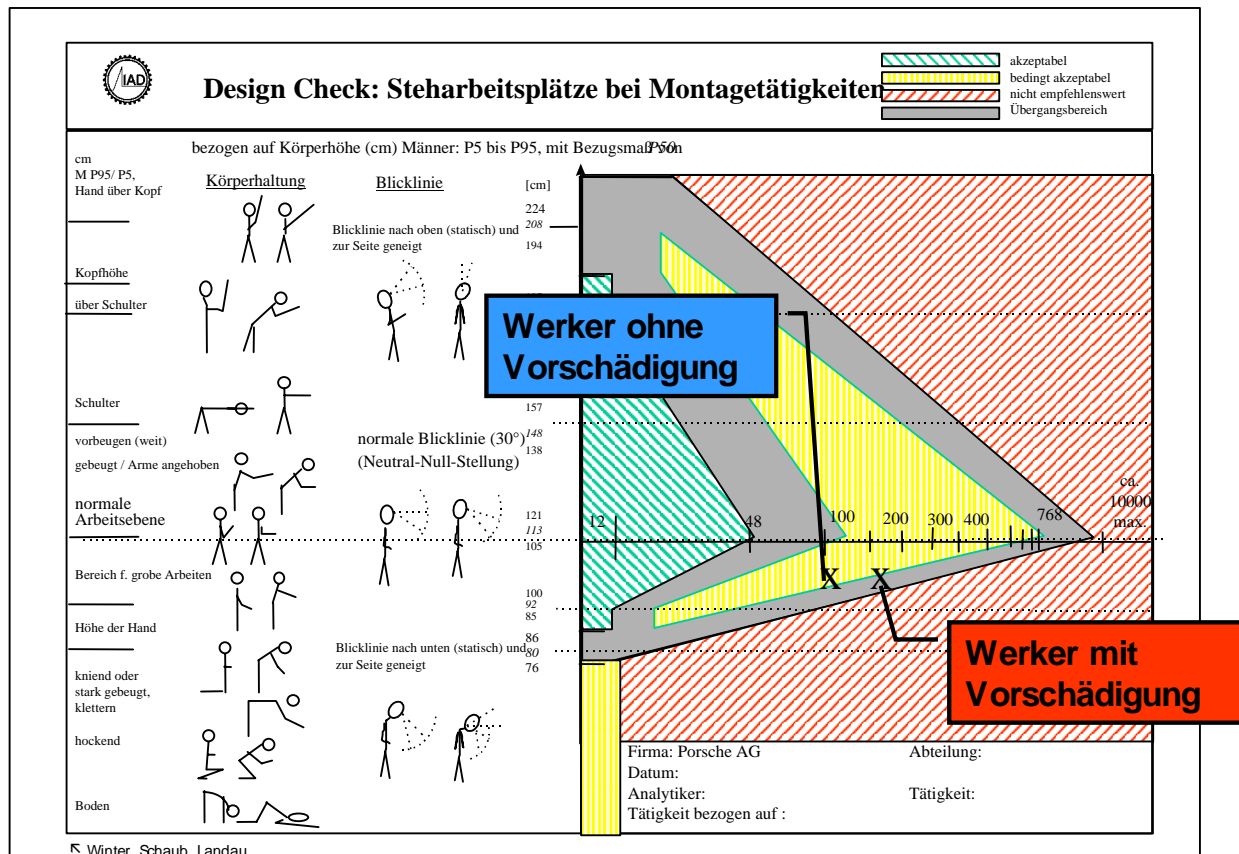 IAD
Design Check: Steharbeitsplätze bei Montagetätigkeiten
akzeptabel
bedingt akzeptabel
nicht empfehlenswert
Übergangsbereich
bezogen auf Körperhöhe (cm) Männer: P5 bis P95, mit Bezugsmaß von P50
cm
M P95/ P5,
Hand über Kopf
Körperhaltung
Blicklinie
[cm]
224
208
194
Blicklinie nach oben (statisch) und
zur Seite geneigt
Kopfhöhe
über Schulter
Werker ohne
Vorschädigung
Schulter
157
148
138
vorbeugen (weit)
gebeugt / Arme angehoben
normale Blicklinie (30°)
(Neutral-Null-Stellung)
normale
Arbeitsebene
121
113
105
12
48
100
200
300
400
768
ca.
10000
max.
X
X
Bereich f. grobe Arbeiten
100
92
85
Höhe der Hand
86
80
76
Blicklinie nach unten (statisch) und
zur Seite geneigt
Werker mit
Vorschädigung
kniend oder
stark gebeugt,
klettern
hockend
Boden
Firma: Porsche AG
Abteilung:
Datum:
Analytiker:
Tätigkeit:
Tätigkeit bezogen auf :
Winter, Schaub, Landau